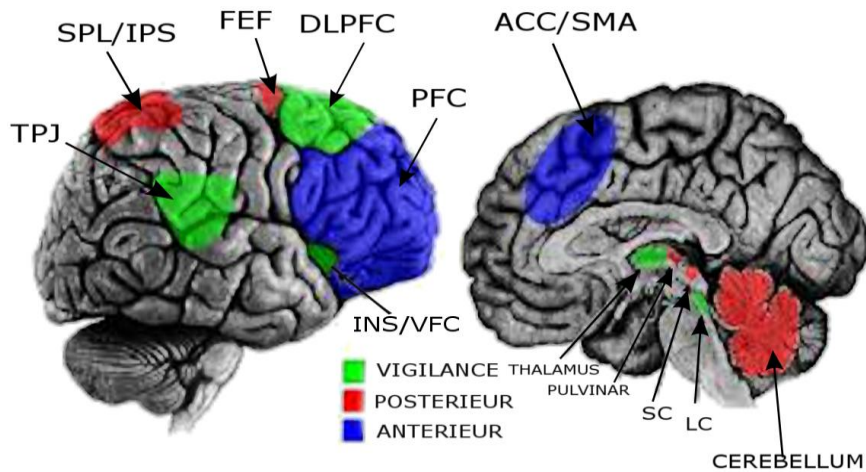 SPL/IPS
FEF
DLPFC
ACC/SMA
TPJ
PFC
INS/VFC
VIGILANCE
POSTERIEUR
ANTERIEUR
THALAMUS
PULVINAR
SC
LC
CEREBELLUM